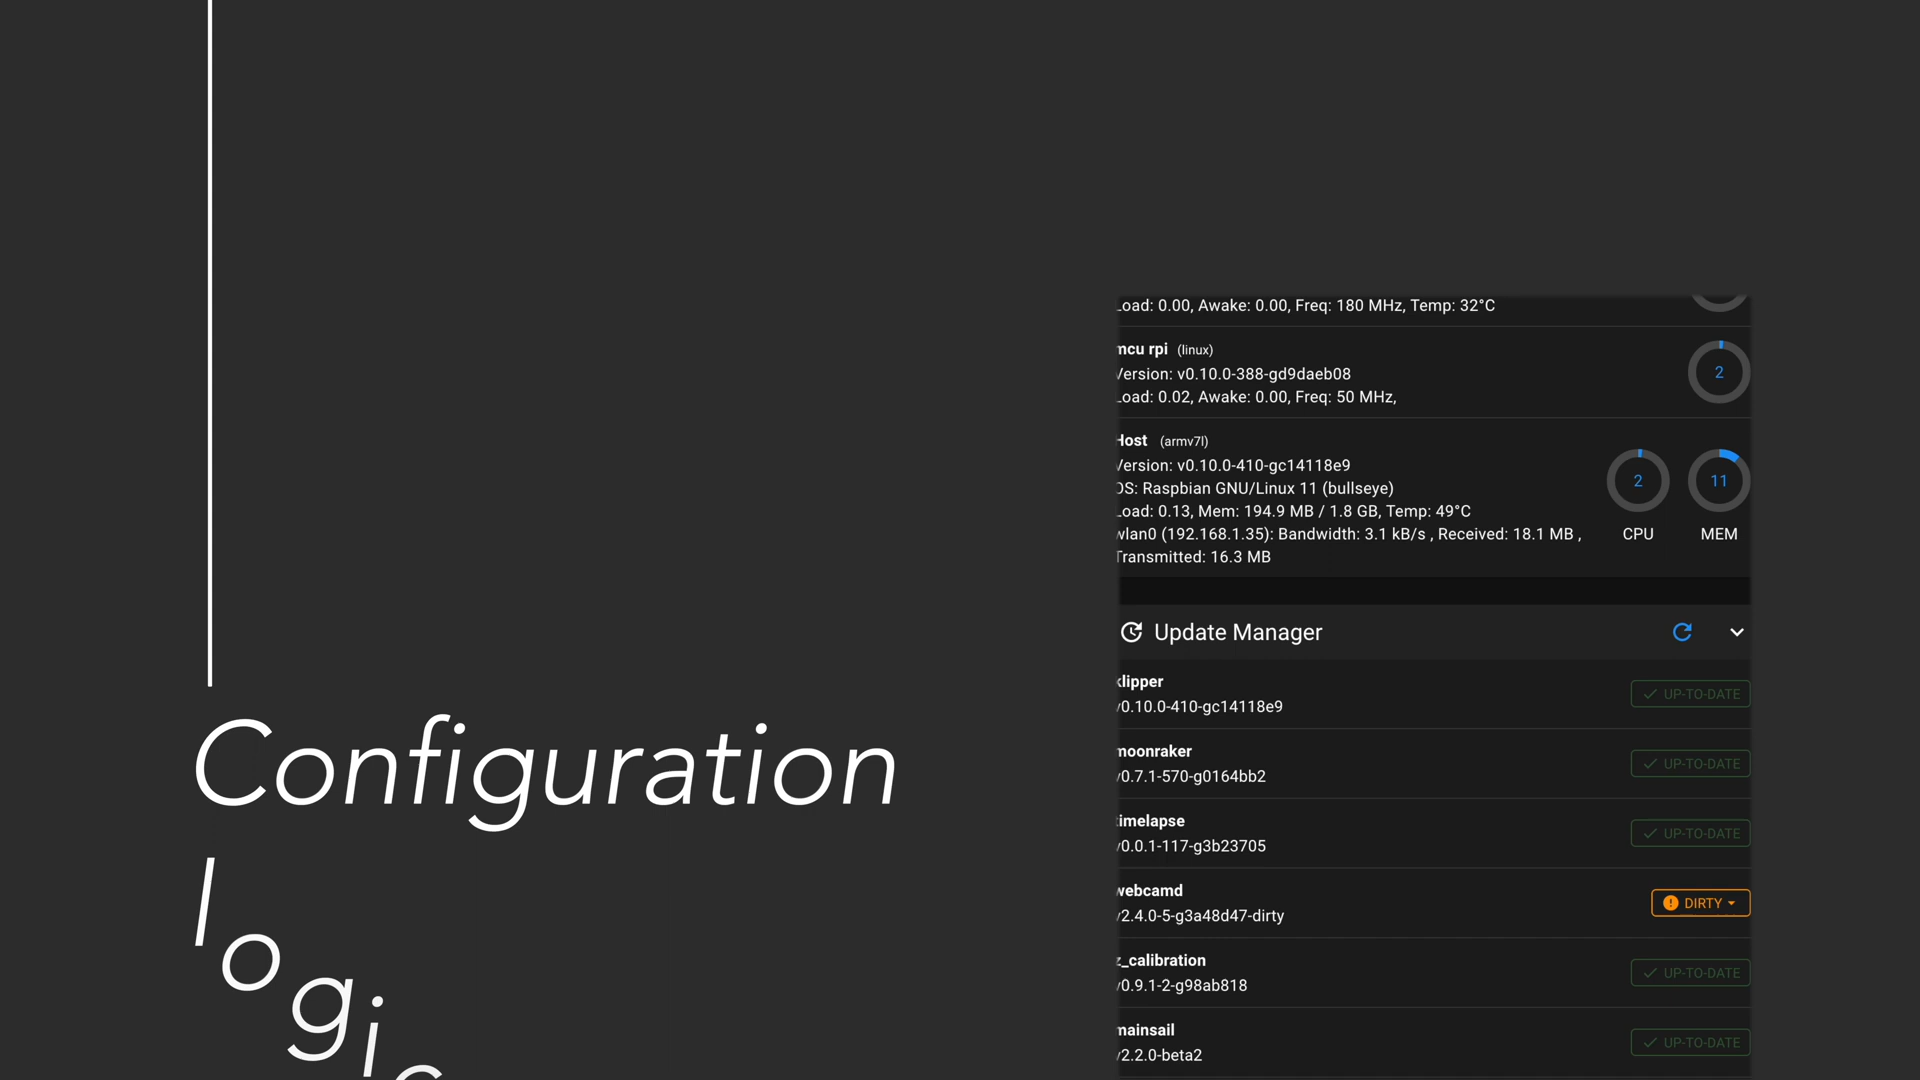 Configuration
logic
Load: 0.00, Awake: 0.00, Freq: 180 MHz, Temp: 32°C
mcu rpi (linux)
Version: v0.10.0-388-gd9daeb08
Load: 0.02, Awake: 0.00, Freq: 50 MHz,
2
Host (armv7l)
Version: v0.10.0-410-gc14118e9
OS: Raspbian GNU/Linux 11 (bullseye)
Load: 0.13, Mem: 194.9 MB / 1.8 GB, Temp: 49°C
wlan0 (192.168.1.35): Bandwidth: 3.1 kB/s , Received: 18.1 MB ,
Transmitted: 16.3 MB
2 11
CPU MEM
Update Manager
klipper
v0.10.0-410-gc14118e9
UP-TO-DATE
moonraker
v0.7.1-570-g0164bb2
UP-TO-DATE
timelapse
v0.0.1-117-g3b23705
UP-TO-DATE
webcamd
v2.4.0-5-g3a48d47-dirty
DIRTY
z_calibration
v0.9.1-2-g98ab818
UP-TO-DATE
mainsail
v2.2.0-beta2
UP-TO-DATE